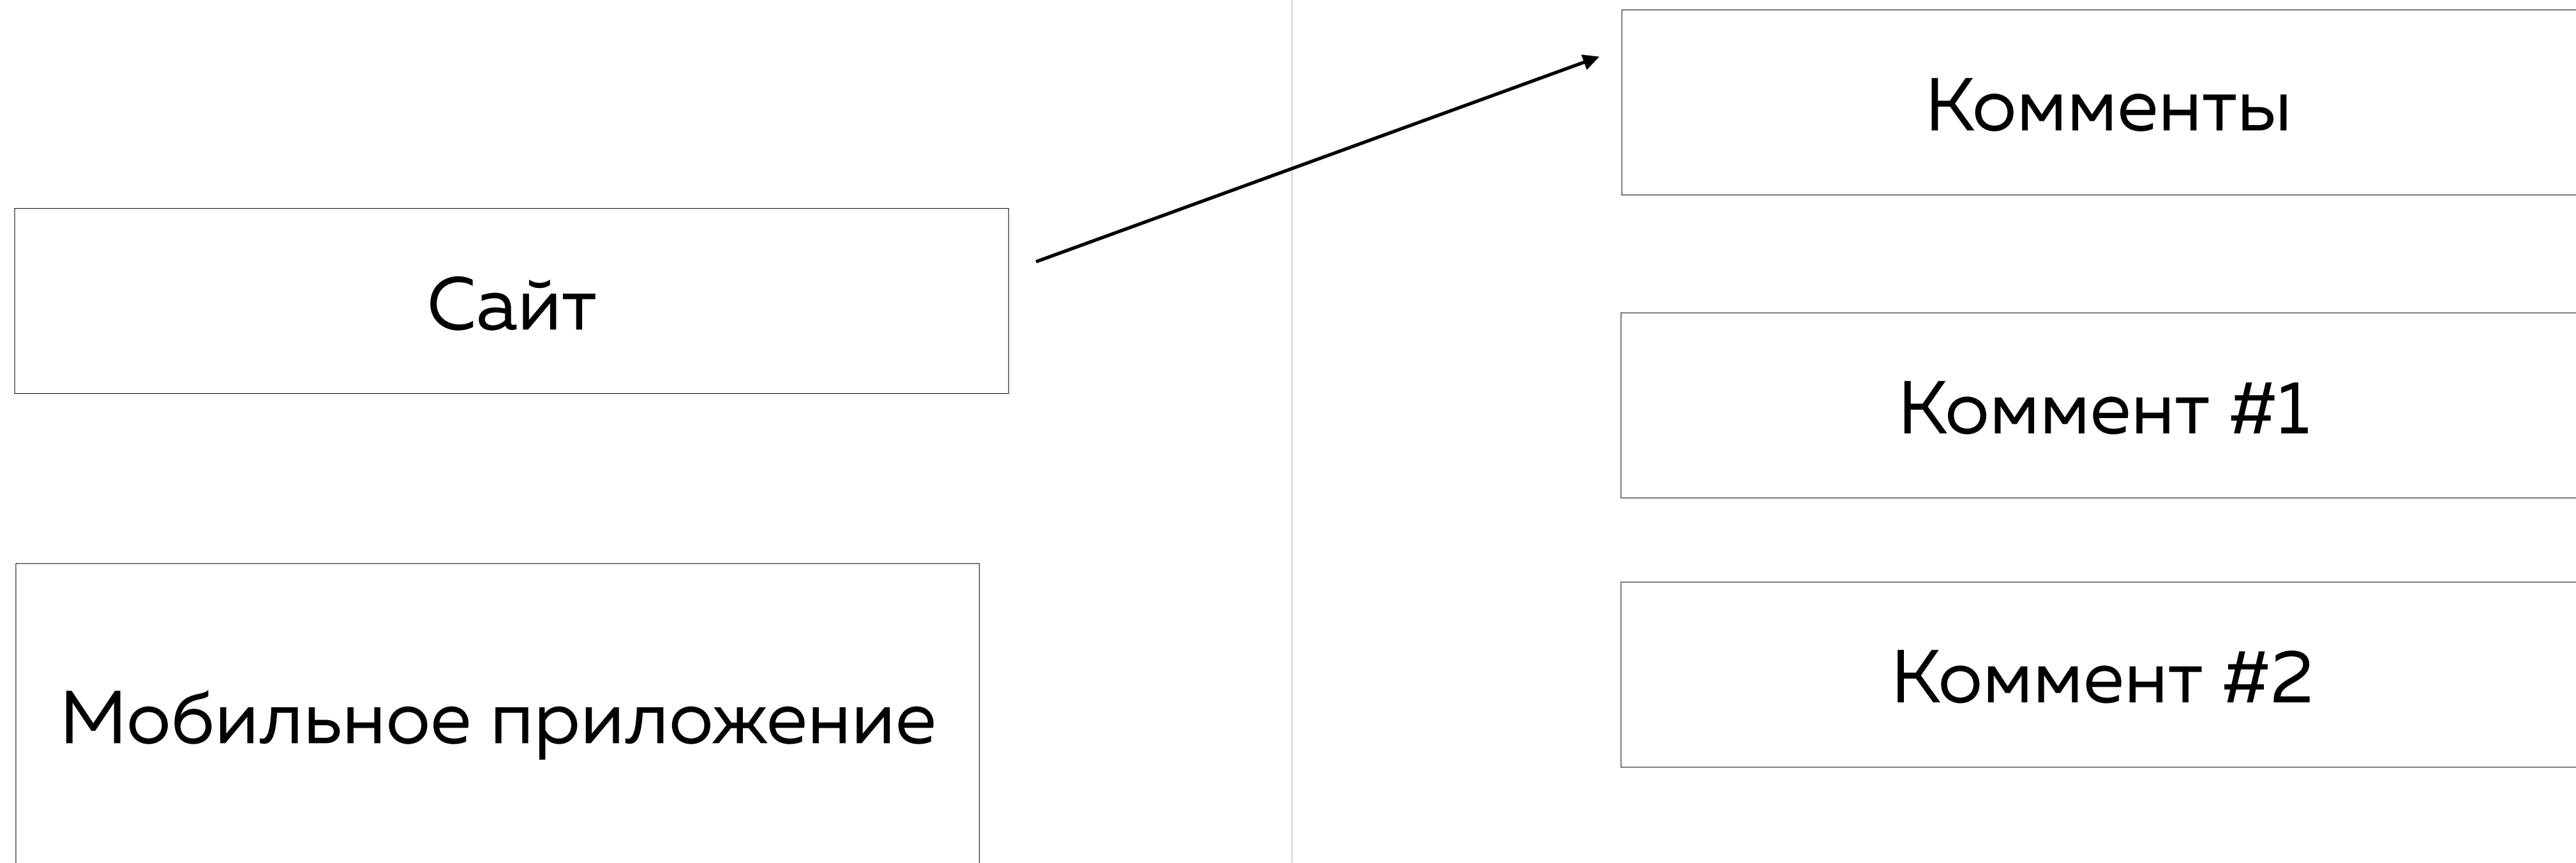 Сайт
Мобильное приложение
Комменты
Коммент #1
Коммент #2